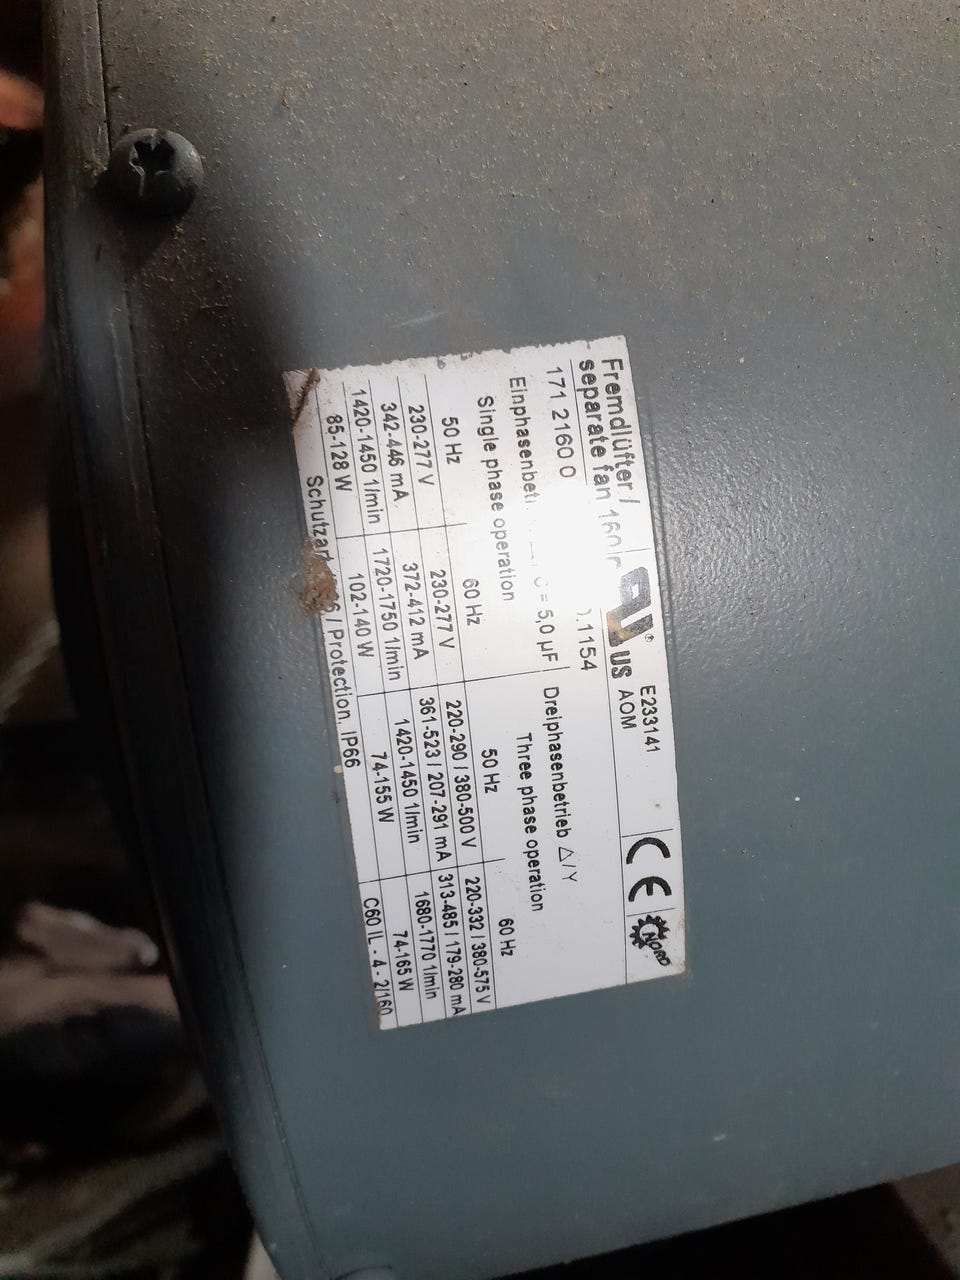 Fremdlüfter /
separate fan
E233141
US AOM
CE NORD
171 2160 0
Einphasenbetr C = 5,0 µF
Single phase operation
Dreiphasenbetrieb △/Y
Three phase operation
50 Hz 60 Hz 50 Hz 60 Hz
230-277 V 230-277 V 220-290 / 380-500 V 220-332 / 380-575 V
342-446 mA 372-412 mA 361-523 / 207-291 mA 313-485 / 179-280 mA
1420-1450 1/min 1720-1750 1/min 1420-1450 1/min 1680-1770 1/min
85-128 W 102-140 W 74-155 W 74-165 W
Schutzart / Protection, IP66 C60 IL - 4 - 2/160